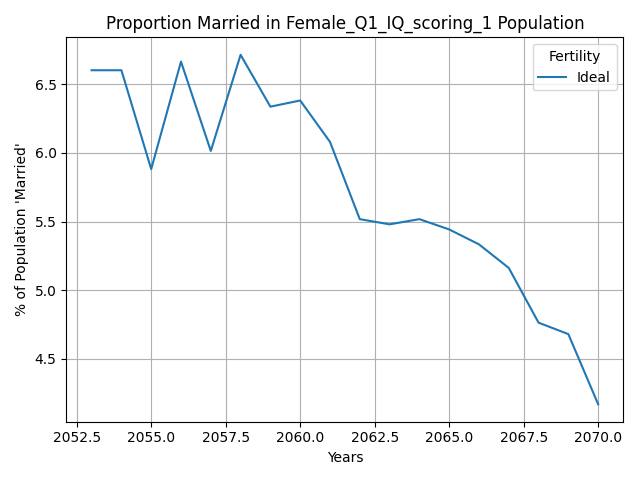 Proportion Married in Female_Q1_IQ_scoring_1 Population
Fertility
Ideal
% of Population 'Married'
6.5
6.0
5.5
5.0
4.5
2052.5 2055.0 2057.5 2060.0 2062.5 2065.0 2067.5 2070.0
Years